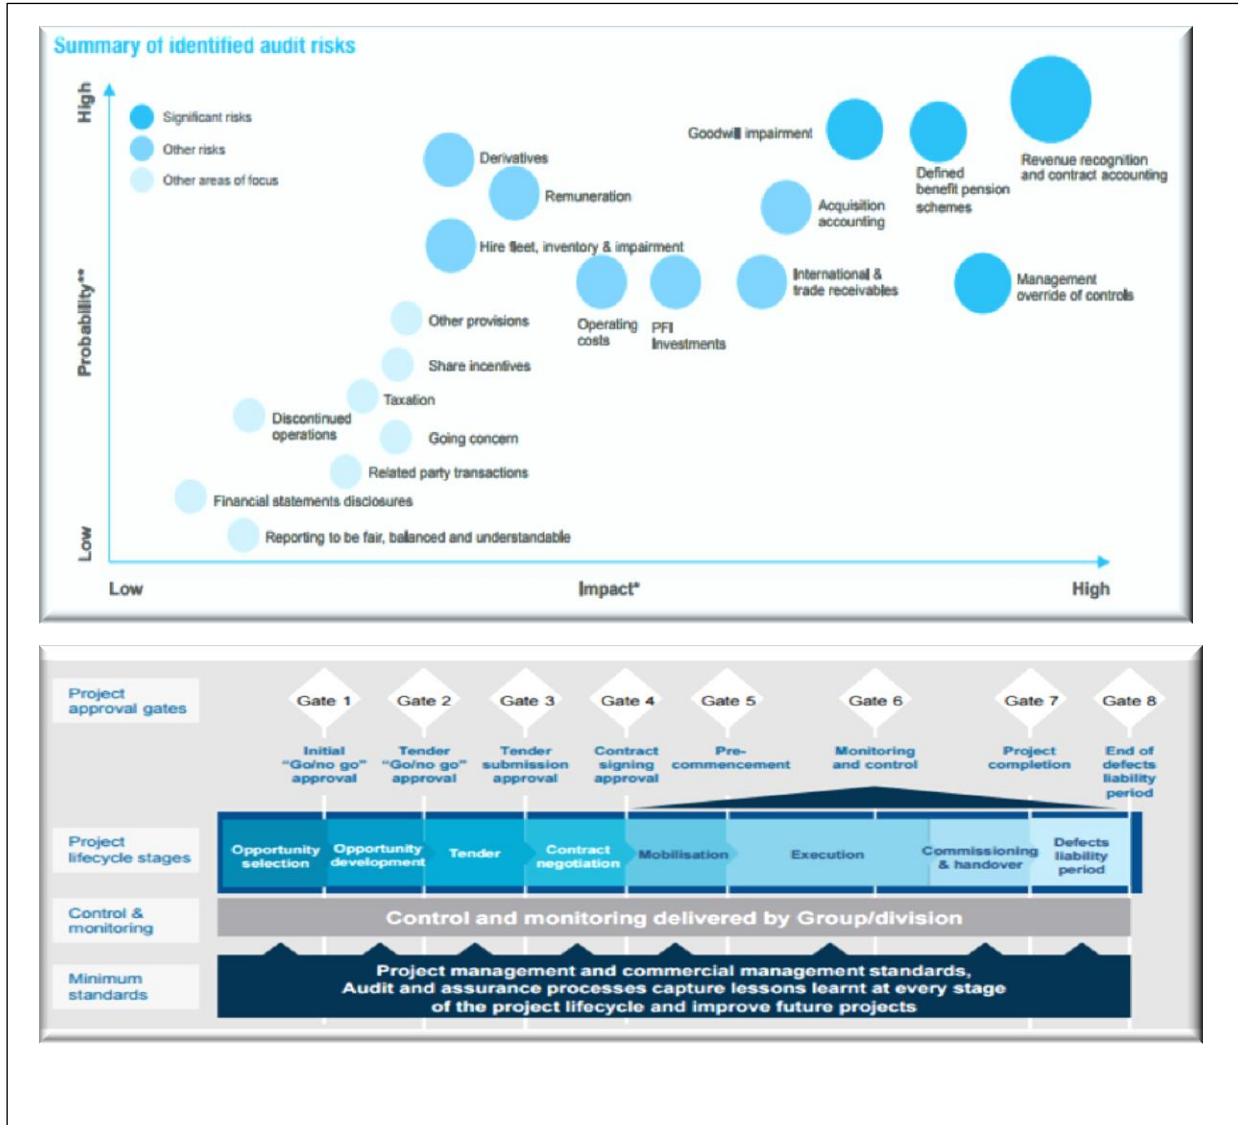 Summary of identified audit risks
High
Significant risks
Other risks
Other areas of focus
Derivatives
Remuneration
Hire fleet, inventory & impairment
Goodwill impairment
Defined
benefit pension
schemes
Revenue recognition
and contract accounting
Acquisition
accounting
International &
trade receivables
Management
override of controls
Operating
costs
PFI
Investments
Probability**
Other provisions
Share incentives
Taxation
Discontinued
operations
Going concern
Related party transactions
Financial statements disclosures
Reporting to be fair, balanced and understandable
Low
Low
Impact*
High
Project
approval gates
Gate 1
Gate 2
Gate 3
Gate 4
Gate 5
Gate 6
Gate 7
Gate 8
Initial
“Go/no go”
approval
Tender
“Go/no go”
approval
Tender
submission
approval
Contract
signing
approval
Pre-
commencement
Monitoring
and control
Project
completion
End of
defects
liability
period
Project
lifecycle stages
Opportunity
selection
Opportunity
development
Tender
Contract
negotiation
Mobilisation
Execution
Commissioning
& handover
Defects
liability
period
Control &
monitoring
Control and monitoring delivered by Group/division
Minimum
standards
Project management and commercial management standards,
Audit and assurance processes capture lessons learnt at every stage
of the project lifecycle and improve future projects